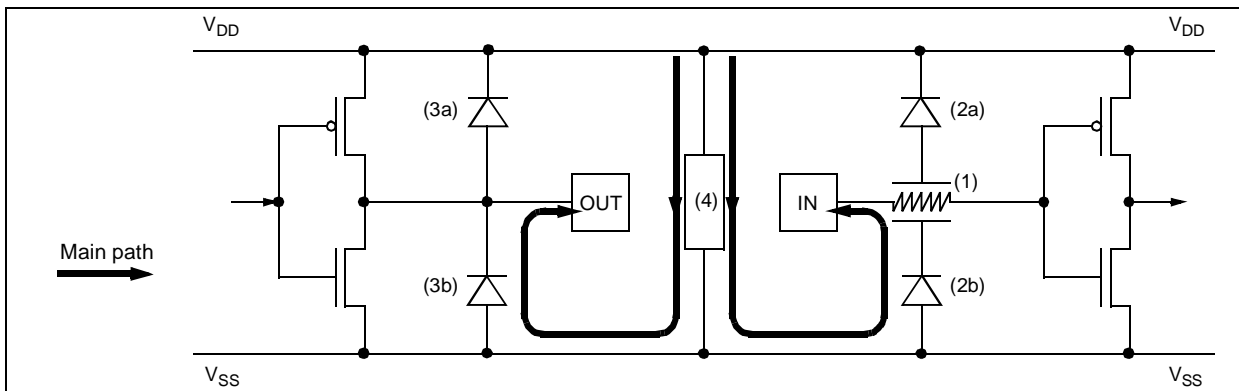 V_DD V_DD
(3a) (2a)
(1)
OUT (4) IN
Main path
(3b) (2b)
V_SS V_SS